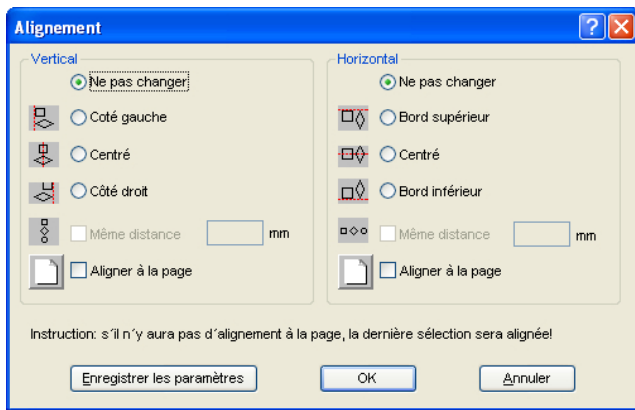 Alignement
Vertical
Ne pas changer
Coté gauche
Centré
Côté droit
Même distance mm
Aligner à la page
Horizontal
Ne pas changer
Bord supérieur
Centré
Bord inférieur
Même distance mm
Aligner à la page
Instruction: s´il n´y aura pas d´alignement à la page, la dernière sélection sera alignée!
Enregistrer les paramètres OK Annuler